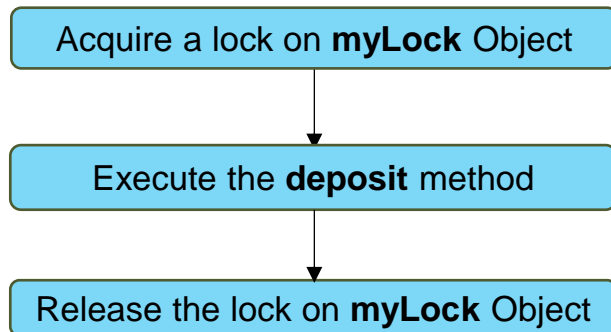 Acquire a lock on myLock Object
Execute the deposit method
Release the lock on myLock Object